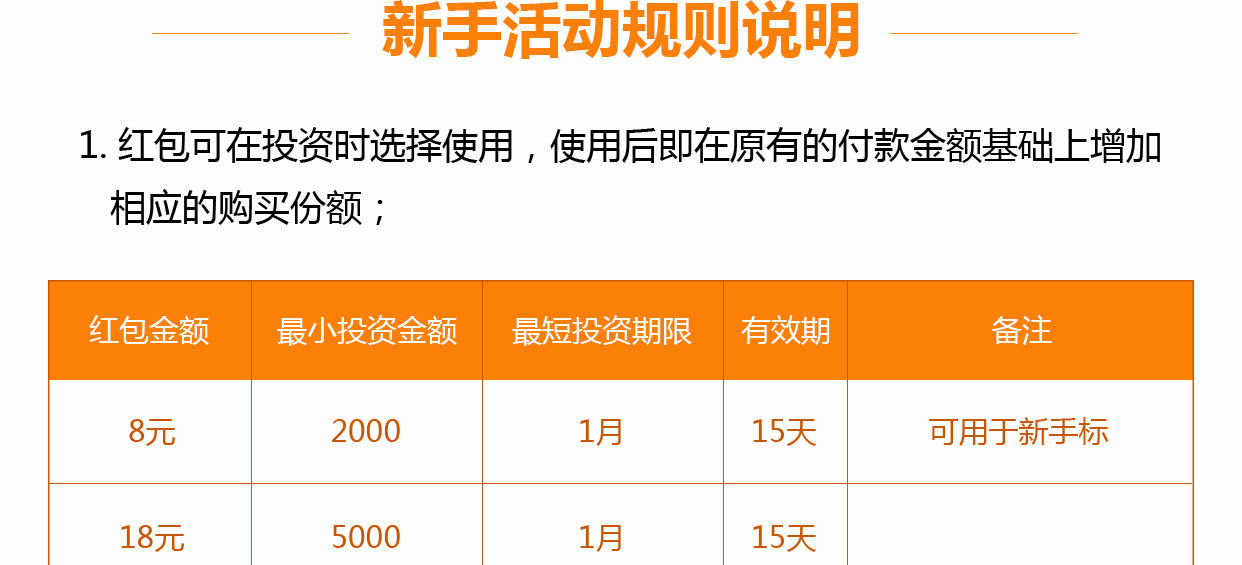 新手活动规则说明
1. 红包可在投资时选择使用，使用后即在原有的付款金额基础上增加
相应的购买份额；
红包金额 最小投资金额 最短投资期限 有效期 备注
8元 2000 1月 15天 可用于新手标
18元 5000 1月 15天